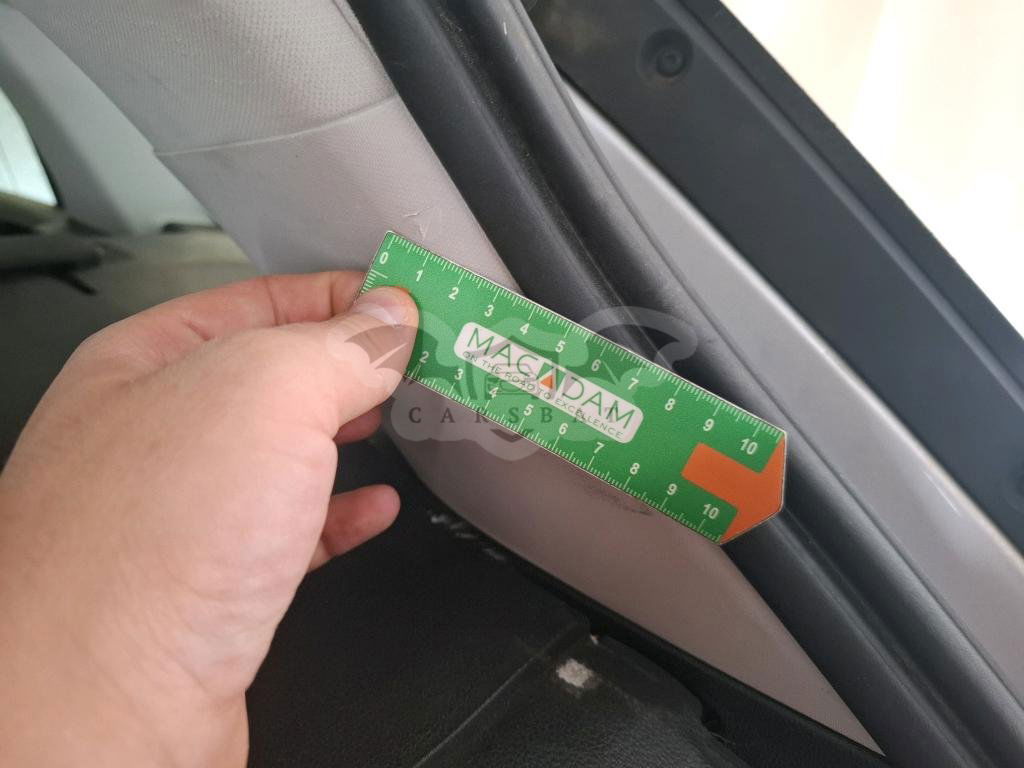 0 1 2 3 4 5 6 7 8 9 10
MACADAM
ON THE ROAD TO EXCELLENCE
2 3 4 5 6 7 8 9 10